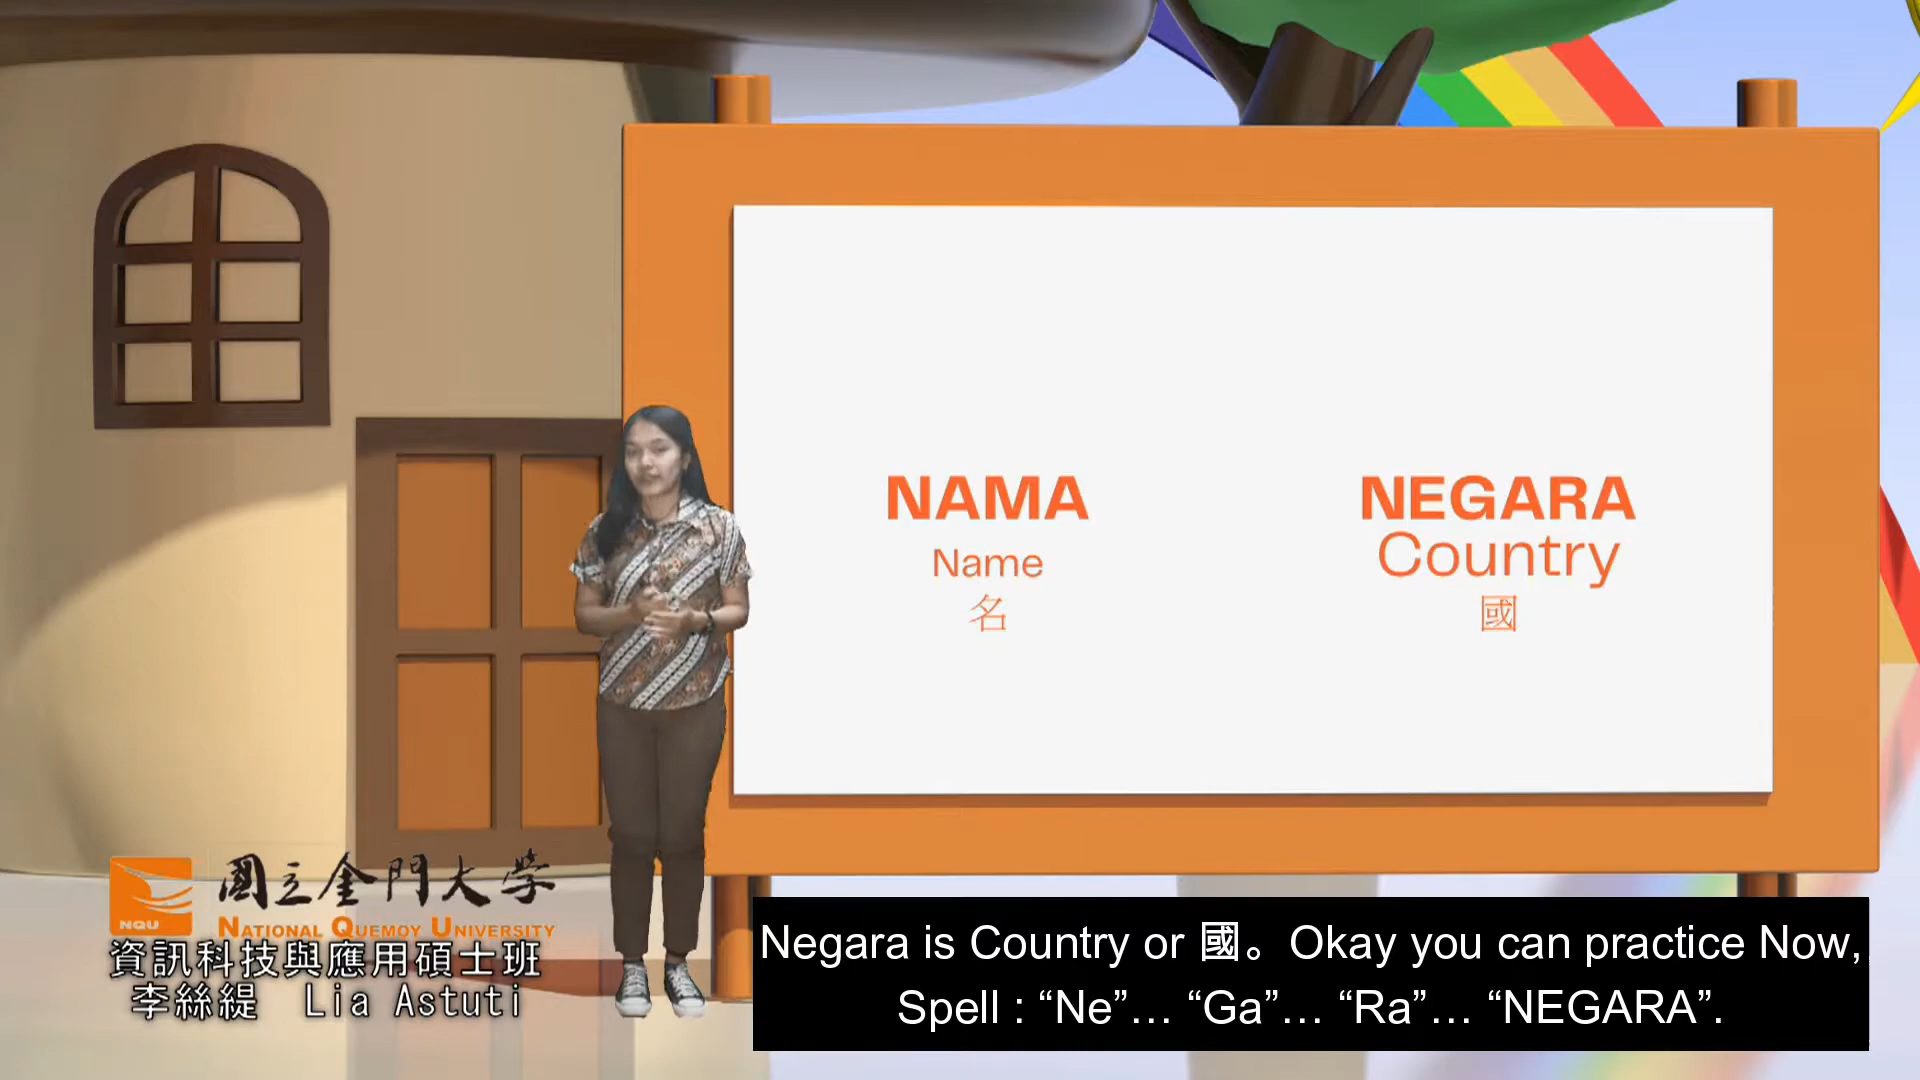 NAMA
Name
名
NEGARA
Country
國
NQU
國立金門大學
NATIONAL QUEMOY UNIVERSITY
資訊科技與應用碩士班
李絲緹 Lia Astuti
Negara is Country or 國。Okay you can practice Now,
Spell : “Ne”… “Ga”… “Ra”… “NEGARA”.